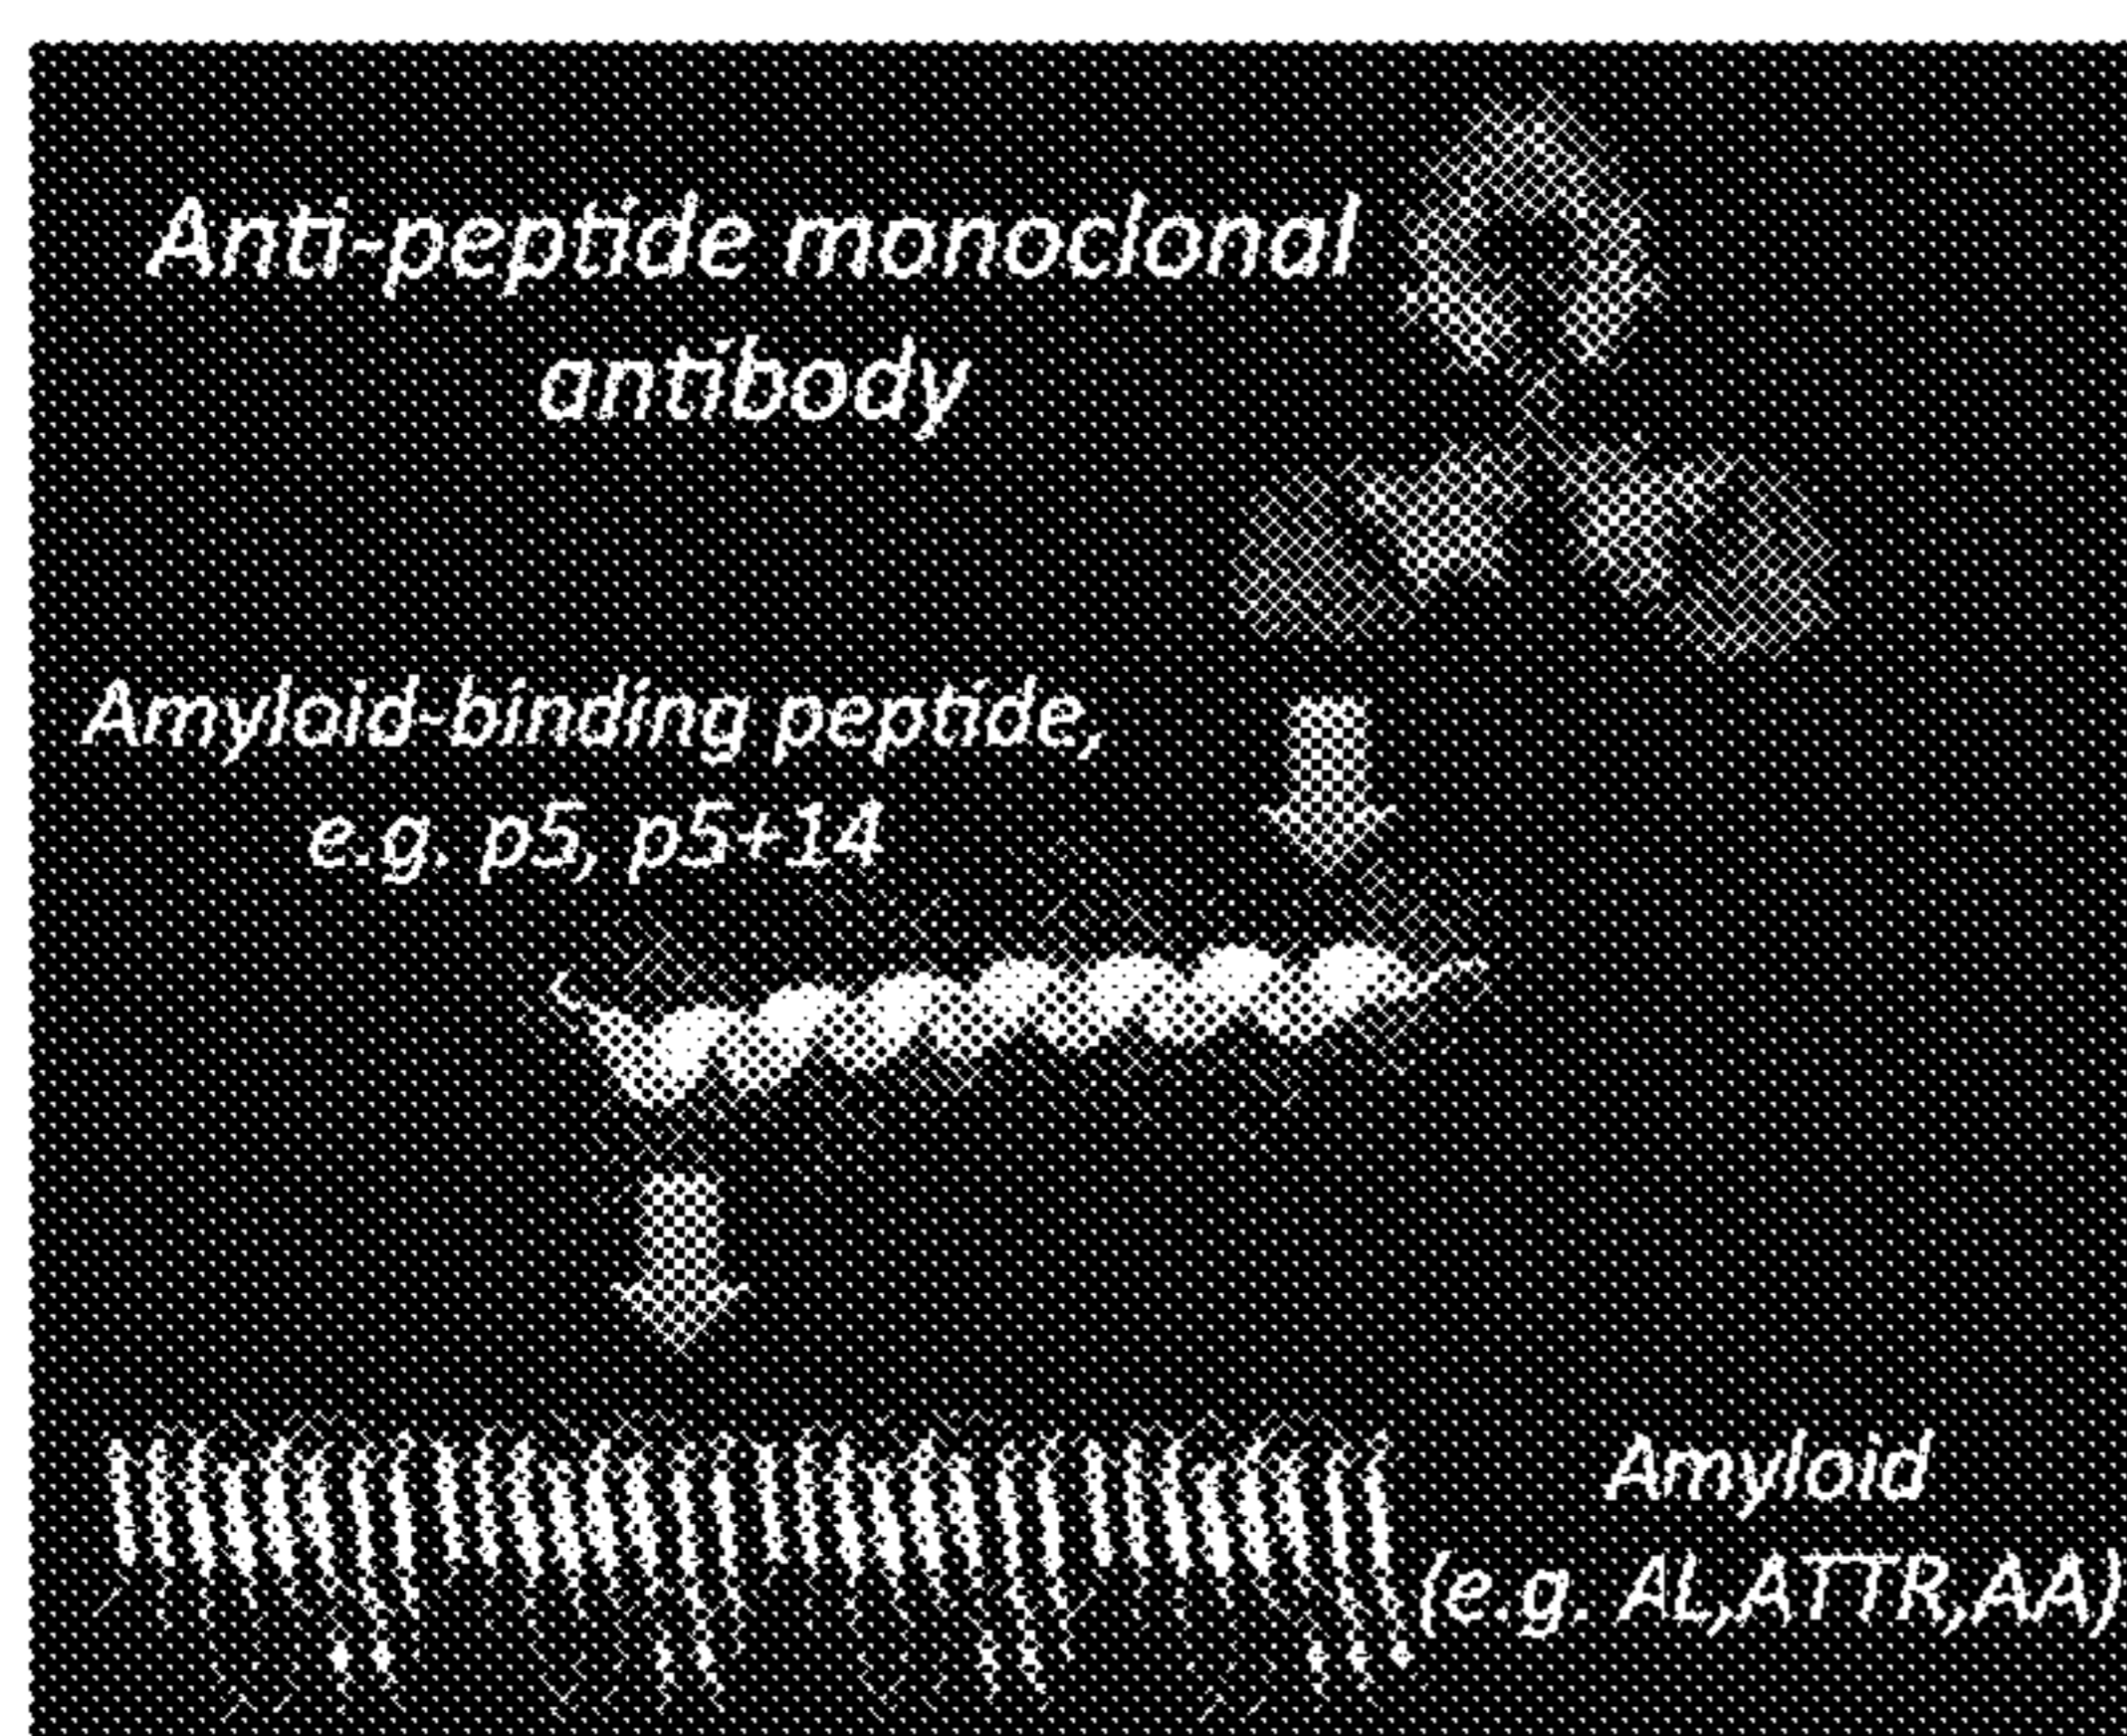 Anti-peptide monoclonal
antibody
Amyloid-binding peptide,
e.g. p5, p5+14
Amyloid
(e.g. AL,ATTR,AA)